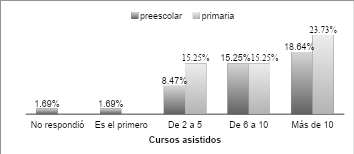 preescolar primaria
23.73%
18.64%
15.25% 15.25% 15.25%
8.47%
1.69% 1.69%
No respondió Es el primero De 2 a 5 De 6 a 10 Más de 10
Cursos asistidos